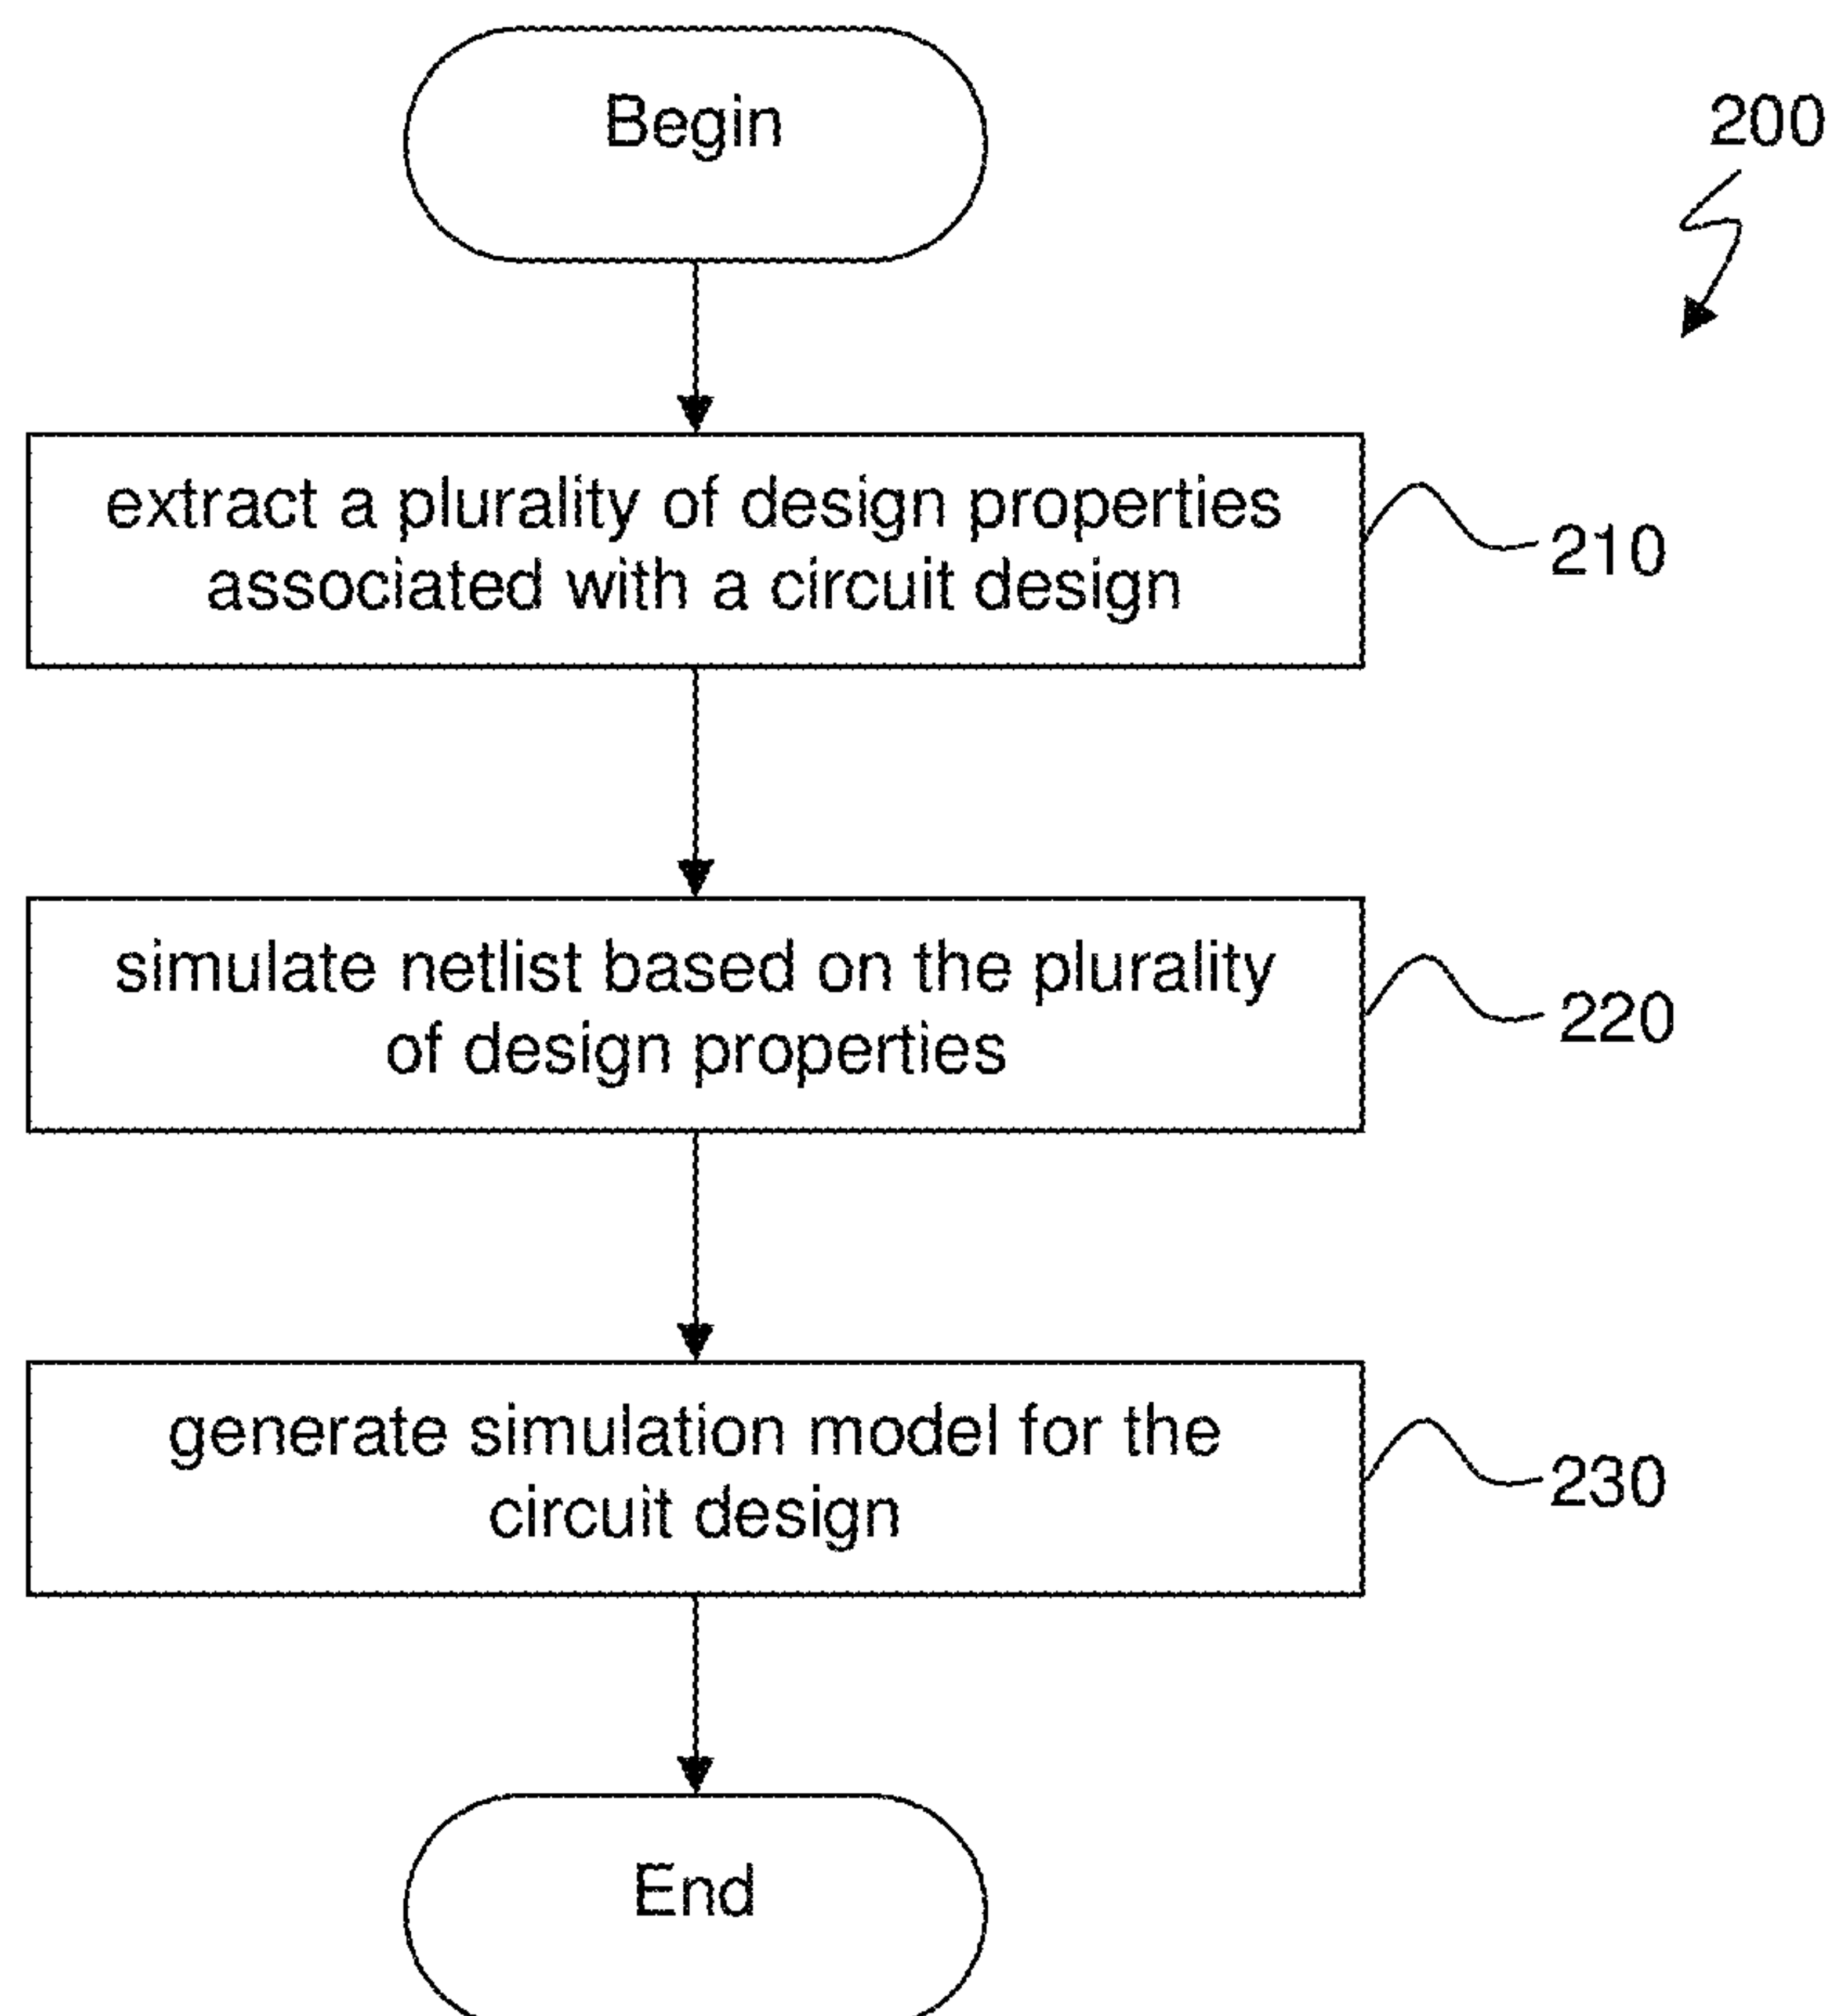 Begin
200
extract a plurality of design properties
associated with a circuit design
210
simulate netlist based on the plurality
of design properties
220
generate simulation model for the
circuit design
230
End